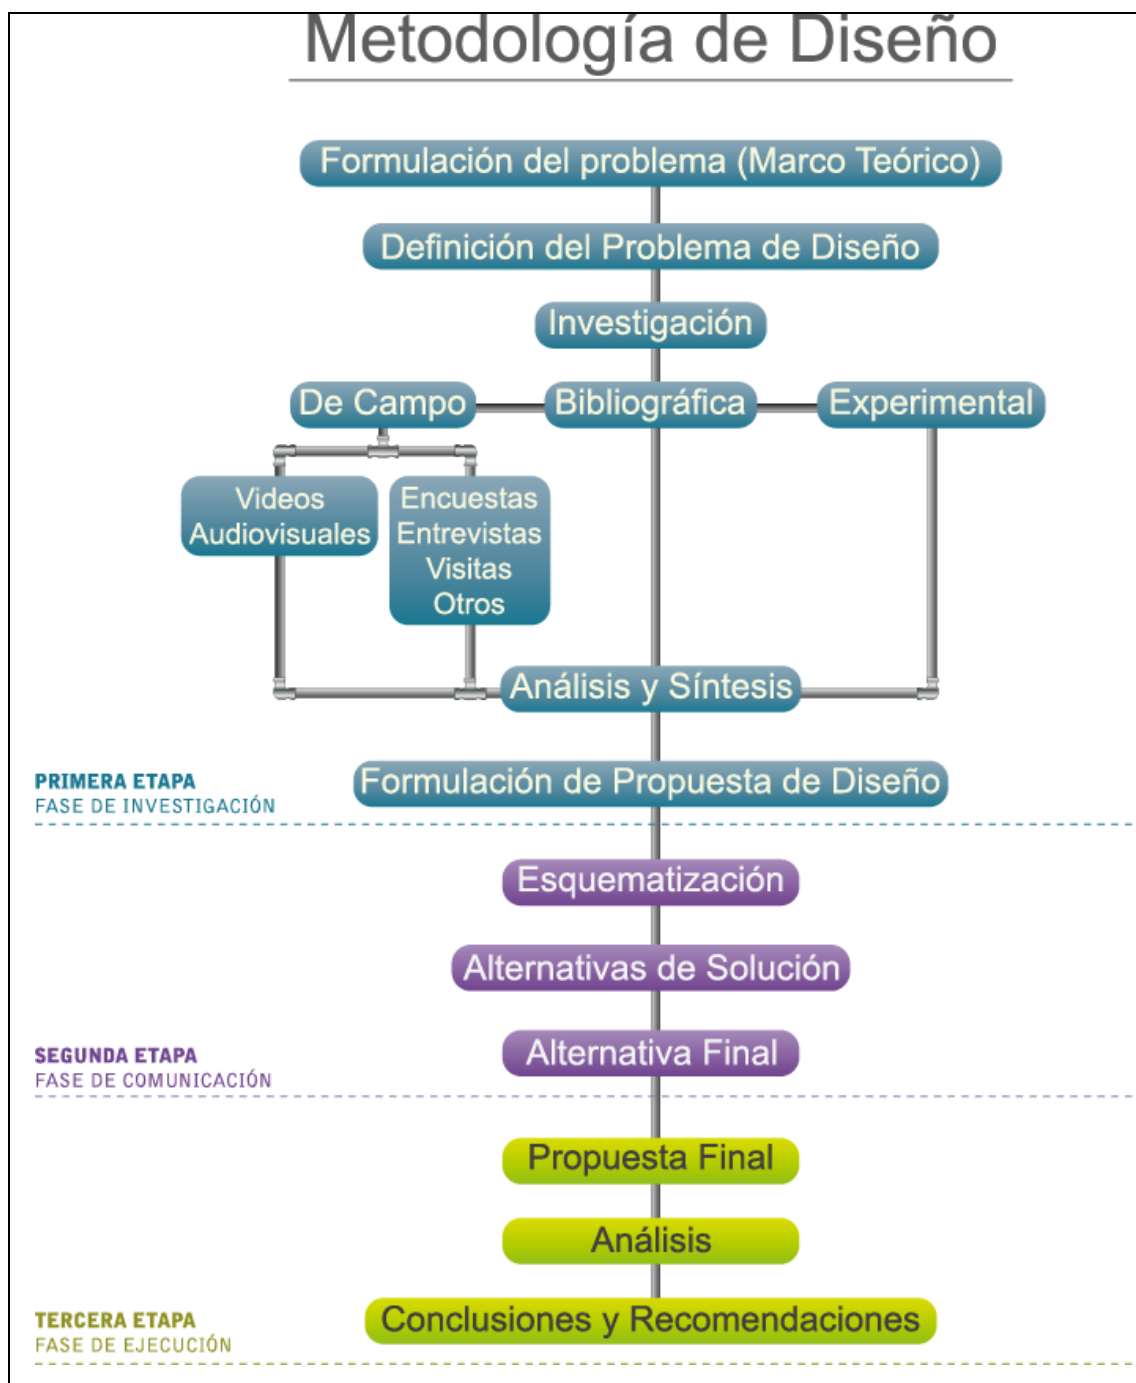 Metodología de Diseño
Formulación del problema (Marco Teórico)
Definición del Problema de Diseño
Investigación
De Campo
Bibliográfica
Experimental
Videos
Audiovisuales
Encuestas
Entrevistas
Visitas
Otros
Análisis y Síntesis
PRIMERA ETAPA
FASE DE INVESTIGACIÓN
Formulación de Propuesta de Diseño
Esquematización
Alternativas de Solución
SEGUNDA ETAPA
FASE DE COMUNICACIÓN
Alternativa Final
Propuesta Final
Análisis
TERCERA ETAPA
FASE DE EJECUCIÓN
Conclusiones y Recomendaciones